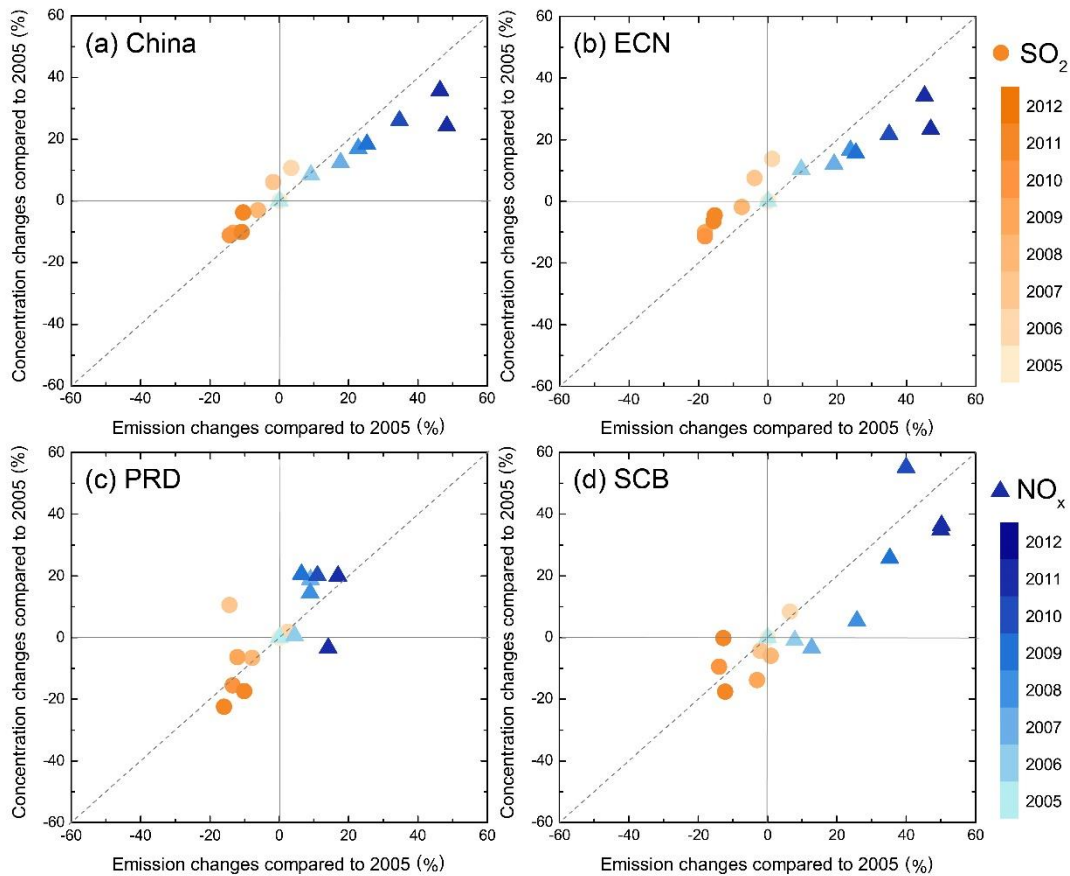 (a) China
Concentration changes compared to 2005 (%)
60
40
20
0
-20
-40
-60
-60 -40 -20 0 20 40 60
Emission changes compared to 2005 (%)
(b) ECN
Concentration changes compared to 2005 (%)
60
40
20
0
-20
-40
-60
-60 -40 -20 0 20 40 60
Emission changes compared to 2005 (%)
SO2
2012
2011
2010
2009
2008
2007
2006
2005
(c) PRD
Concentration changes compared to 2005 (%)
60
40
20
0
-20
-40
-60
-60 -40 -20 0 20 40 60
Emission changes compared to 2005 (%)
(d) SCB
Concentration changes compared to 2005 (%)
60
40
20
0
-20
-40
-60
-60 -40 -20 0 20 40 60
Emission changes compared to 2005 (%)
NOx
2012
2011
2010
2009
2008
2007
2006
2005